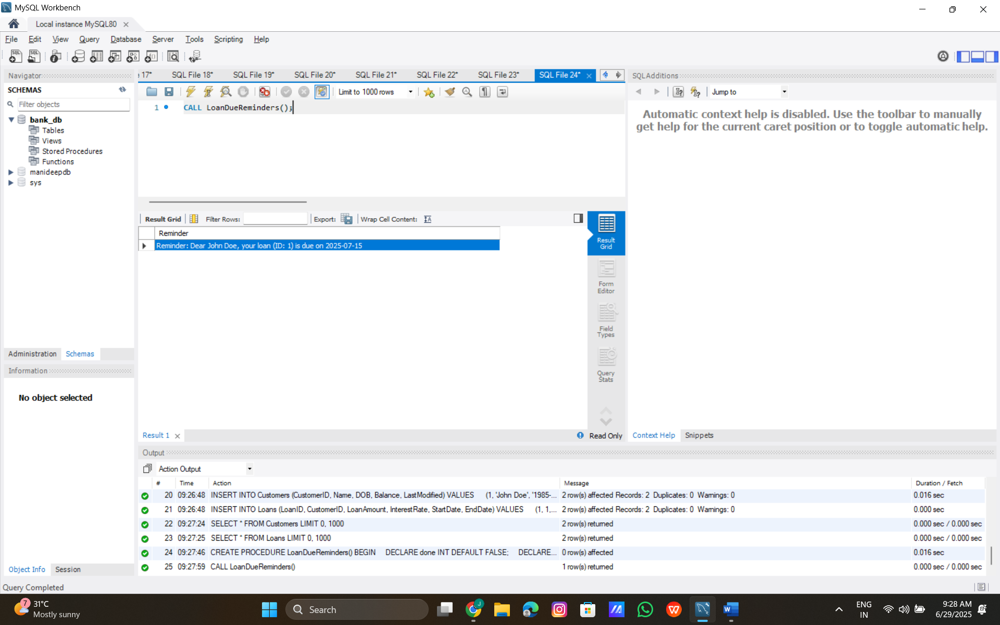 MySQL Workbench
Local instance MySQL80
File Edit View Query Database Server Tools Scripting Help
Navigator
SCHEMAS
Filter objects
bank_db
Tables
Views
Stored Procedures
Functions
manideepdb
sys
Administration Schemas
Information
No object selected
Object Info Session
17* SQL File 18* SQL File 19* SQL File 20* SQL File 21* SQL File 22* SQL File 23* SQL File 24*
Limit to 1000 rows
1 CALL LoanDueReminders();
Result Grid Filter Rows: Export: Wrap Cell Content:
Reminder
Reminder: Dear John Doe, your loan (ID: 1) is due on 2025-07-15
Result
Grid
Form
Editor
Field
Types
Query
Stats
Result 1 Read Only
SQLAdditions
Jump to
Automatic context help is disabled. Use the toolbar to manually
get help for the current caret position or to toggle automatic help.
Context Help Snippets
Output
Action Output
# Time Action Message Duration / Fetch
20 09:26:48 INSERT INTO Customers (CustomerID, Name, DOB, Balance, LastModified) VALUES (1, 'John Doe', '1985-... 2 row(s) affected Records: 2 Duplicates: 0 Warnings: 0 0.016 sec
21 09:26:48 INSERT INTO Loans (LoanID, CustomerID, LoanAmount, InterestRate, StartDate, EndDate) VALUES (1, 1,... 2 row(s) affected Records: 2 Duplicates: 0 Warnings: 0 0.000 sec
22 09:27:24 SELECT * FROM Customers LIMIT 0, 1000 2 row(s) returned 0.000 sec / 0.000 sec
23 09:27:25 SELECT * FROM Loans LIMIT 0, 1000 2 row(s) returned 0.000 sec / 0.000 sec
24 09:27:46 CREATE PROCEDURE LoanDueReminders() BEGIN DECLARE done INT DEFAULT FALSE; DECLARE... 0 row(s) affected 0.016 sec
25 09:27:59 CALL LoanDueReminders() 1 row(s) returned 0.000 sec / 0.000 sec
Query Completed
7
31°C
Mostly sunny
Search
ENG
IN
9:28 AM
6/29/2025